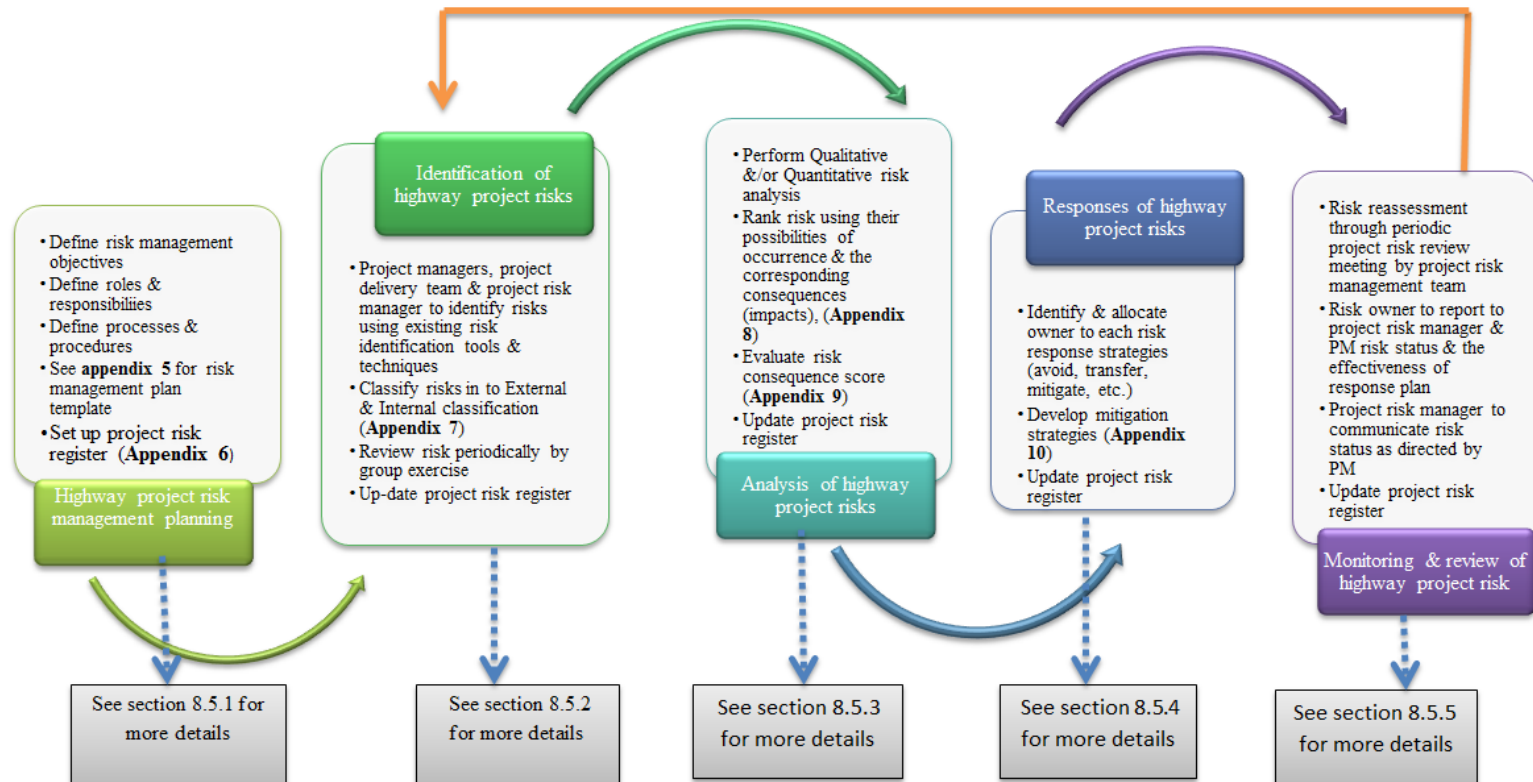 • Define risk management
objectives
• Define roles &
responsibiliies
• Define processes &
procedures
• See appendix 5 for risk
management plan
template
• Set up project risk
register (Appendix 6)
Highway project risk
management planning
See section 8.5.1 for
more details
Identification of
highway project risks
• Project managers, project
delivery team & project risk
manager to identify risks
using existing risk
identification tools &
techniques
• Classify risks in to External
& Internal classification
(Appendix 7)
• Review risk periodically by
group exercise
• Up-date project risk register
See section 8.5.2
for more details
• Perform Qualitative
&/or Quantitative risk
analysis
• Rank risk using their
possibilities of
occurrence & the
corresponding
consequences
(impacts), (Appendix
8)
• Evaluate risk
consequence score
(Appendix 9)
• Update project risk
register
Analysis of highway
project risks
See section 8.5.3
for more details
Responses of highway
project risks
• Identify & allocate
owner to each risk
response strategies
(avoid, transfer,
mitigate, etc.)
• Develop mitigation
strategies (Appendix
10)
• Update project risk
register
See section 8.5.4
for more details
• Risk reassessment
through periodic
project risk review
meeting by project risk
management team
• Risk owner to report to
project risk manager &
PM risk status & the
effectiveness of
response plan
• Project risk manager to
communicate risk
status as directed by
PM
• Update project risk
register
Monitoring & review of
highway project risk
See section 8.5.5
for more details